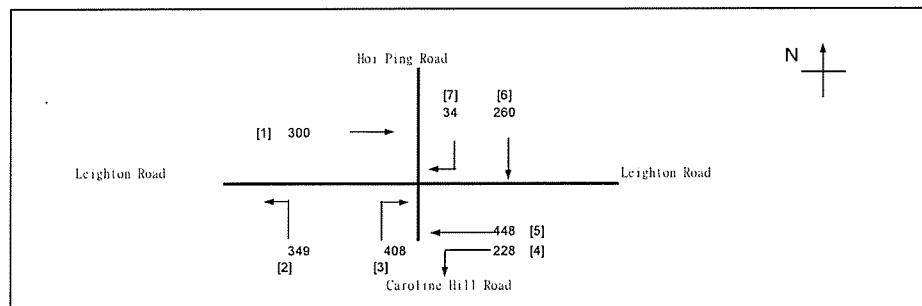 Hoi Ping Road
N
[7] [6]
34 260
[1] 300
Leighton Road
Leighton Road
448 [5]
349 408 228 [4]
[2] [3]
Caroline Hill Road